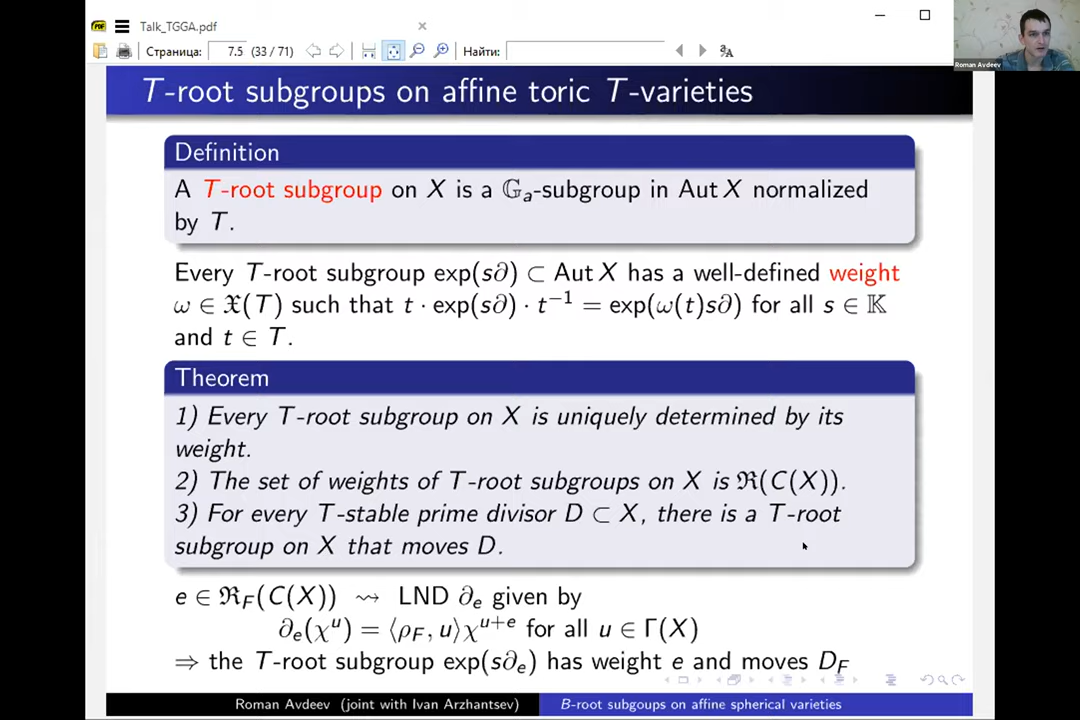 Talk_TGGA.pdf
Страница: 7.5 (33 / 71) Найти:
Roman Avdeev
T-root subgroups on affine toric T-varieties
Definition
A T-root subgroup on X is a 𝔾ₐ-subgroup in Aut X normalized
by T.
Every T-root subgroup exp(s∂) ⊂ Aut X has a well-defined weight
ω ∈ 𝔛(T) such that t · exp(s∂) · t⁻¹ = exp(ω(t)s∂) for all s ∈ 𝕂
and t ∈ T.
Theorem
1) Every T-root subgroup on X is uniquely determined by its
weight.
2) The set of weights of T-root subgroups on X is ℜ(C(X)).
3) For every T-stable prime divisor D ⊂ X, there is a T-root
subgroup on X that moves D.
e ∈ ℜ_F(C(X)) ⇝ LND ∂ₑ given by
∂ₑ(χᵘ) = ⟨ρ_F, u⟩χᵘ⁺ᵉ for all u ∈ Γ(X)
⇒ the T-root subgroup exp(s∂ₑ) has weight e and moves D_F
Roman Avdeev (joint with Ivan Arzhantsev) B-root subgoups on affine spherical varieties